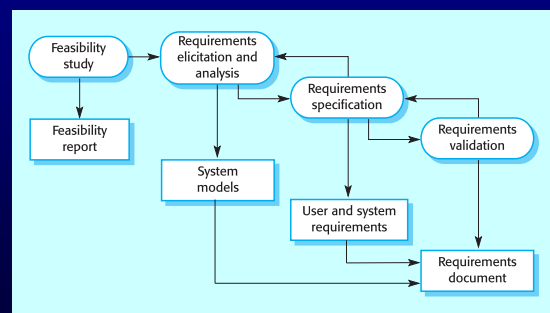 Feasibility
study
Requirements
elicitation and
analysis
Requirements
specification
Requirements
validation
Feasibility
report
System
models
User and system
requirements
Requirements
document